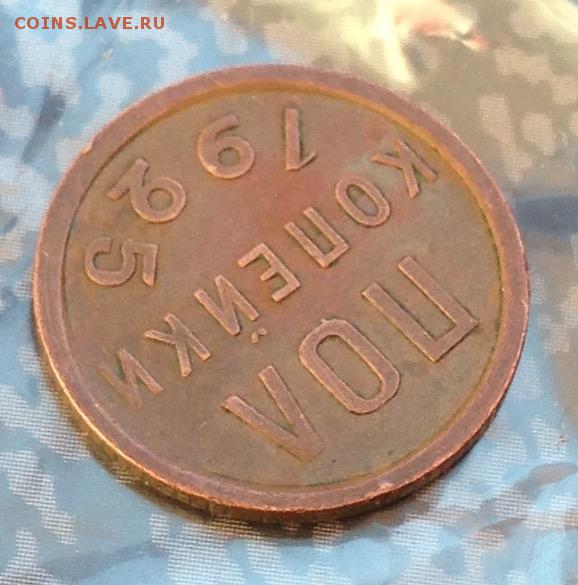 COINS.LAVE.RU
ПОЛ
КОПЕЙКИ
1925